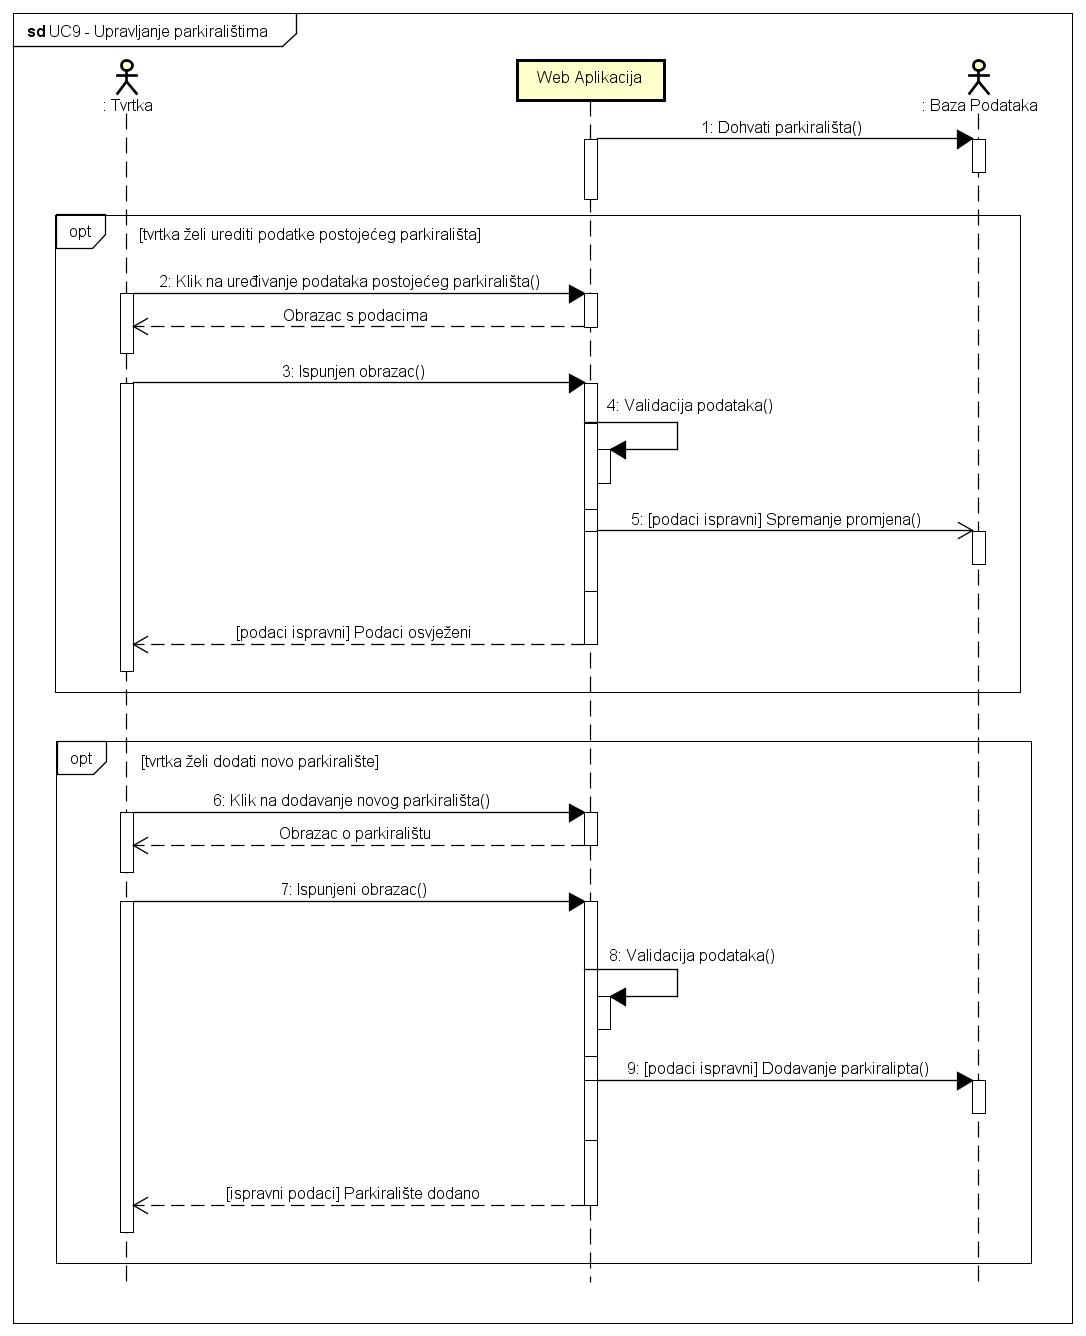 sd UC9 - Upravljanje parkiralištima
: Tvrtka
Web Aplikacija
: Baza Podataka
1: Dohvati parkirališta()
opt
[tvrtka želi urediti podatke postojećeg parkirališta]
2: Klik na uređivanje podataka postojećeg parkirališta()
Obrazac s podacima
3: Ispunjen obrazac()
4: Validacija podataka()
5: [podaci ispravni] Spremanje promjena()
[podaci ispravni] Podaci osvježeni
opt
[tvrtka želi dodati novo parkiralište]
6: Klik na dodavanje novog parkirališta()
Obrazac o parkiralištu
7: Ispunjeni obrazac()
8: Validacija podataka()
9: [podaci ispravni] Dodavanje parkiralipta()
[ispravni podaci] Parkiralište dodano